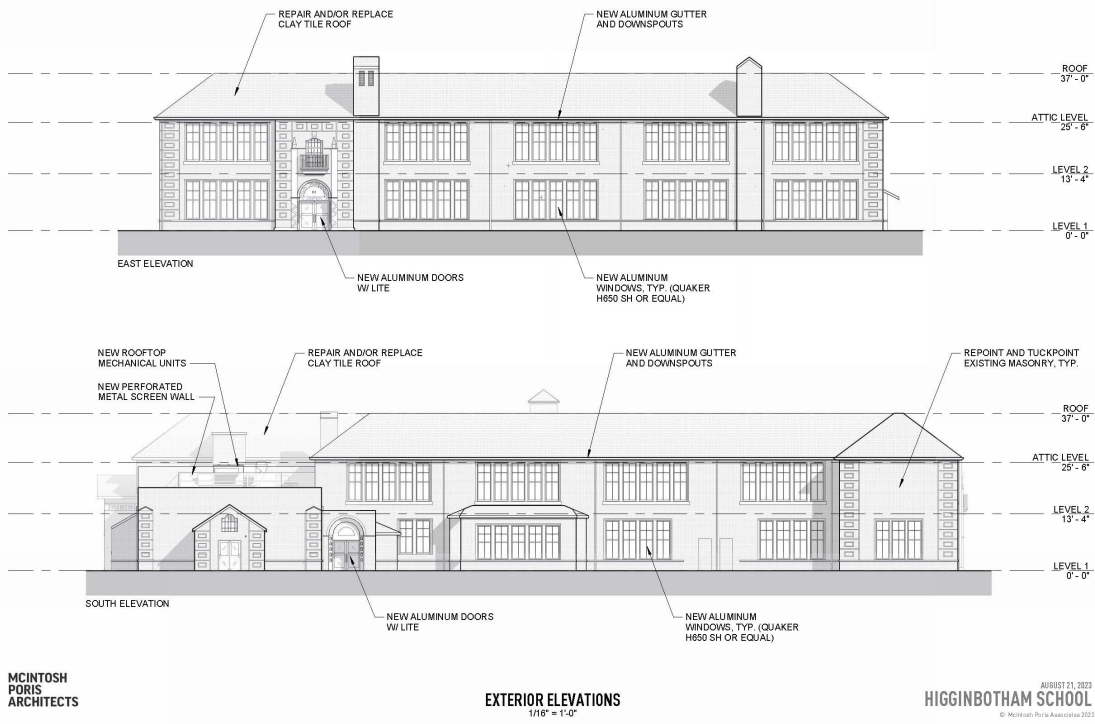 REPAIR AND/OR REPLACE
CLAY TILE ROOF
NEW ALUMINUM GUTTER
AND DOWNSPOUTS
ROOF
37' - 0"
ATTIC LEVEL
25' - 6"
LEVEL 2
13' - 4"
LEVEL 1
0' - 0"
EAST ELEVATION
NEW ALUMINUM DOORS
W/ LITE
NEW ALUMINUM
WINDOWS, TYP. (QUAKER
H650 SH OR EQUAL)
NEW ROOFTOP
MECHANICAL UNITS
NEW PERFORATED
METAL SCREEN WALL
REPAIR AND/OR REPLACE
CLAY TILE ROOF
NEW ALUMINUM GUTTER
AND DOWNSPOUTS
REPOINT AND TUCKPOINT
EXISTING MASONRY, TYP.
ROOF
37' - 0"
ATTIC LEVEL
25' - 6"
LEVEL 2
13' - 4"
LEVEL 1
0' - 0"
SOUTH ELEVATION
NEW ALUMINUM DOORS
W/ LITE
NEW ALUMINUM
WINDOWS, TYP. (QUAKER
H650 SH OR EQUAL)
MCINTOSH
PORIS
ARCHITECTS
EXTERIOR ELEVATIONS
1/16" = 1'-0"
AUGUST 21, 2023
HIGGINBOTHAM SCHOOL
© McIntosh Poris Associates 2023